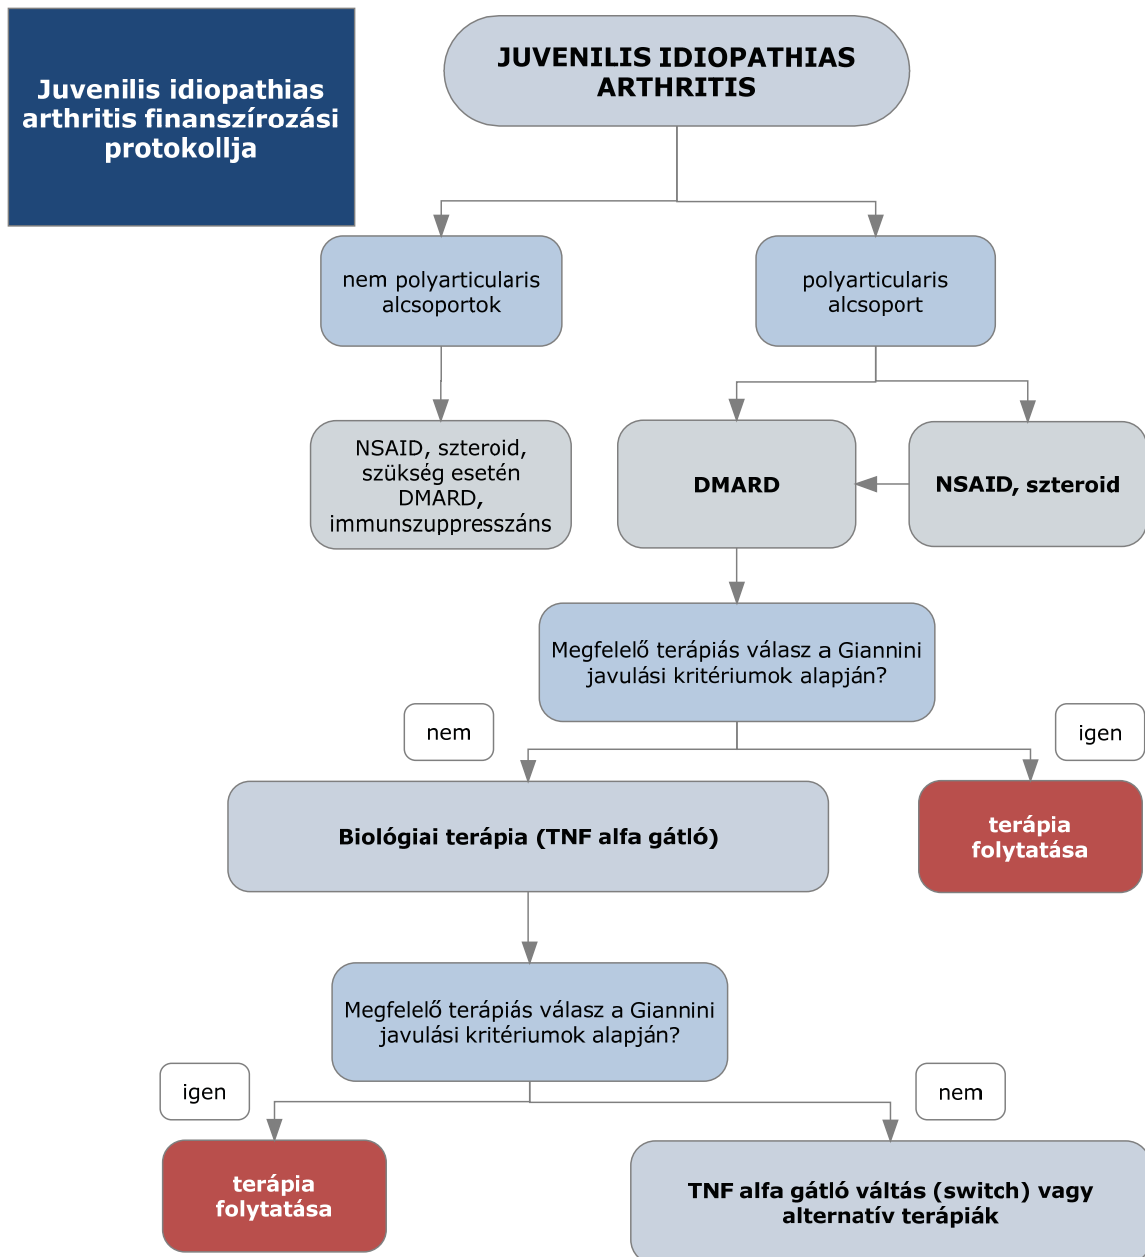 Juvenilis idiopathias
arthritis finanszírozási
protokollja
JUVENILIS IDIOPATHIAS
ARTHRITIS
nem polyarticularis
alcsoportok
polyarticularis
alcsoport
NSAID, szteroid,
szükség esetén
DMARD,
immunszuppresszáns
DMARD
NSAID, szteroid
Megfelelő terápiás válasz a Giannini
javulási kritériumok alapján?
nem
igen
Biológiai terápia (TNF alfa gátló)
terápia
folytatása
Megfelelő terápiás válasz a Giannini
javulási kritériumok alapján?
igen
nem
terápia
folytatása
TNF alfa gátló váltás (switch) vagy
alternatív terápiák